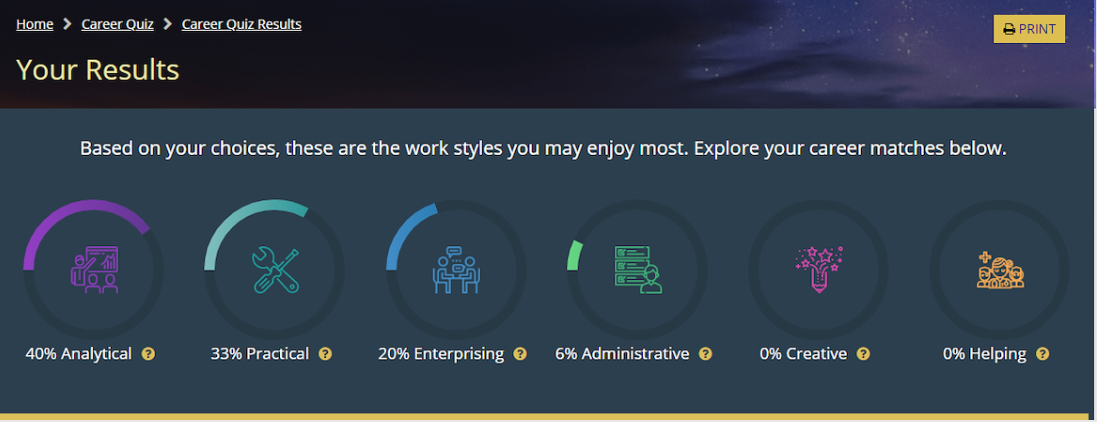 Home > Career Quiz > Career Quiz Results
PRINT
Your Results
Based on your choices, these are the work styles you may enjoy most. Explore your career matches below.
40% Analytical ?
33% Practical ?
20% Enterprising ?
6% Administrative ?
0% Creative ?
0% Helping ?